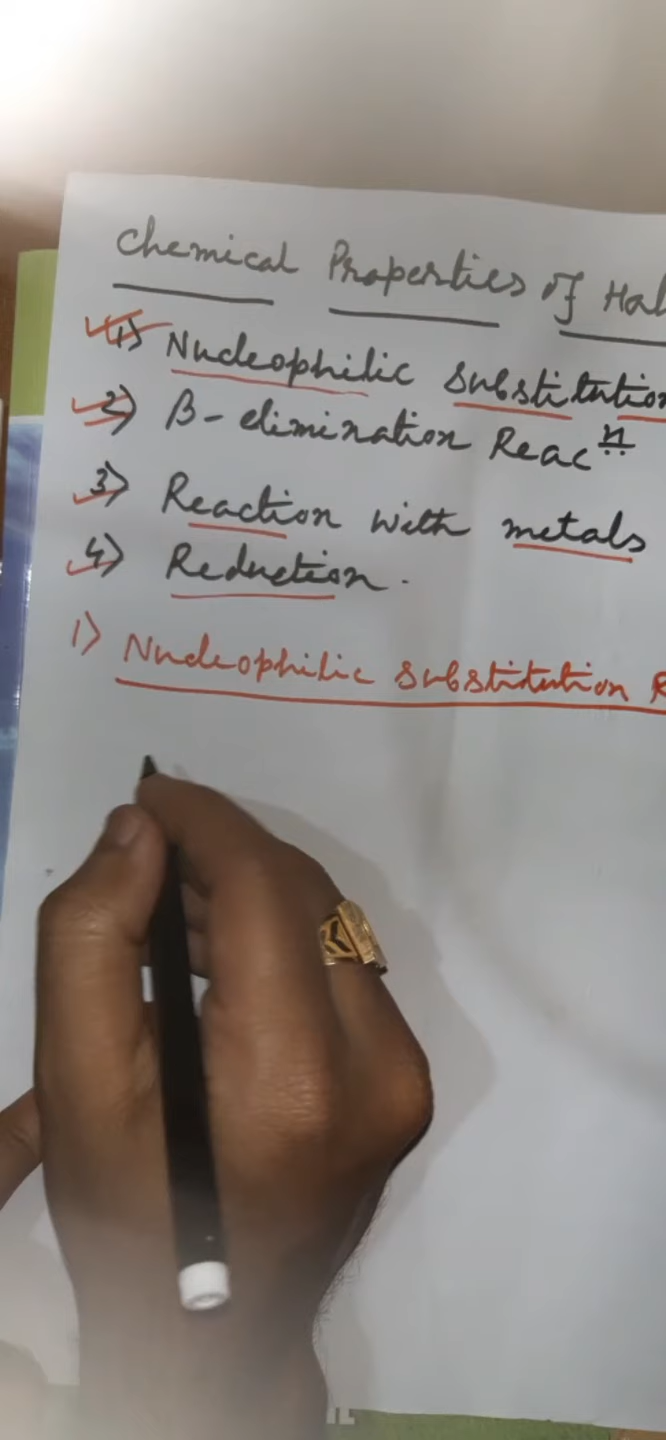 Chemical Properties of Hal
1) Nucleophilic substitution
2) β-elimination Reacn
3) Reaction with metals
4) Reduction.
1) Nucleophilic substitution R